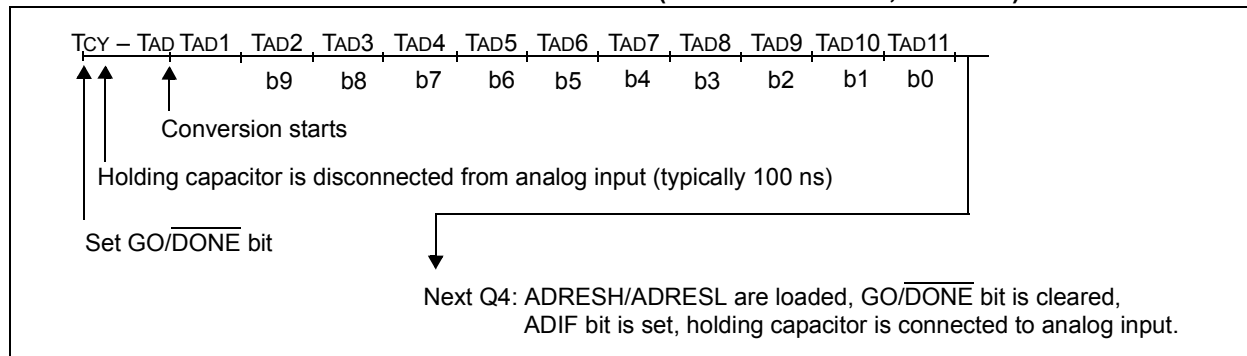 TCY – TAD TAD1 TAD2 TAD3 TAD4 TAD5 TAD6 TAD7 TAD8 TAD9 TAD10 TAD11
b9 b8 b7 b6 b5 b4 b3 b2 b1 b0
Conversion starts
Holding capacitor is disconnected from analog input (typically 100 ns)
Set GO/DONE bit
Next Q4: ADRESH/ADRESL are loaded, GO/DONE bit is cleared,
ADIF bit is set, holding capacitor is connected to analog input.